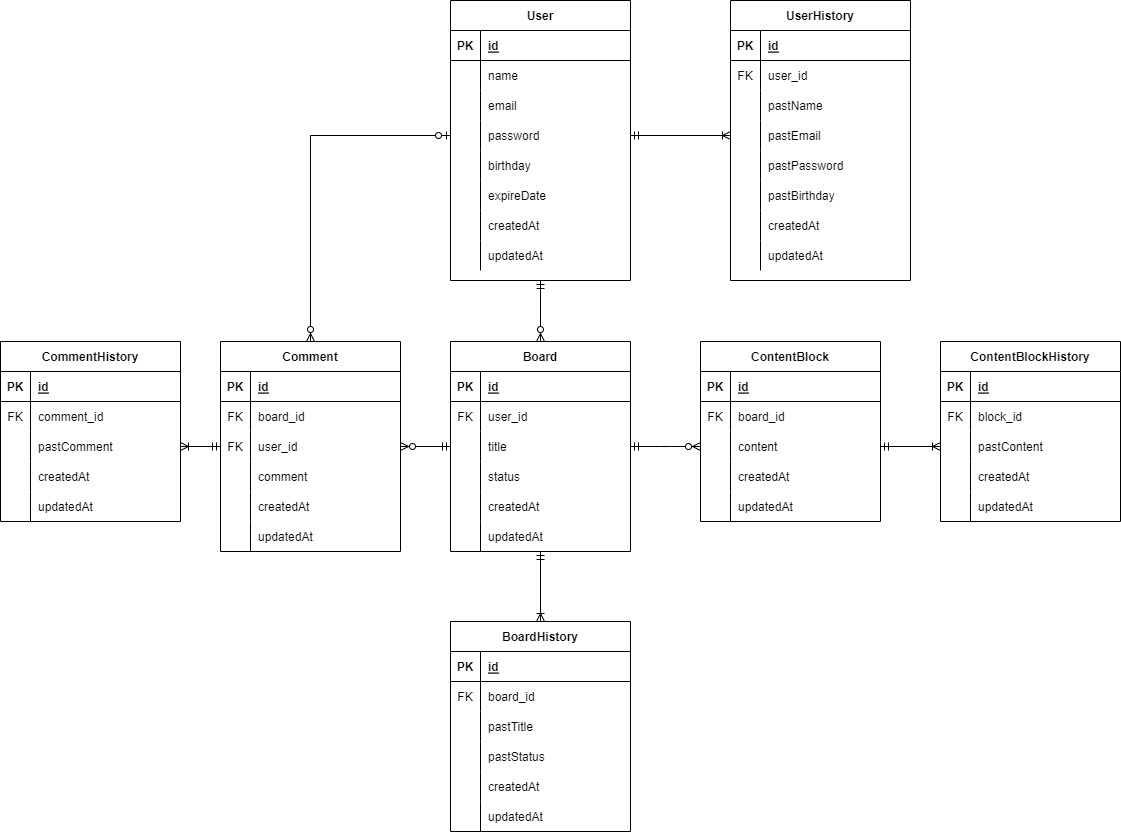 User
PK id
name
email
password
birthday
expireDate
createdAt
updatedAt
UserHistory
PK id
FK user_id
pastName
pastEmail
pastPassword
pastBirthday
createdAt
updatedAt
CommentHistory
PK id
FK comment_id
pastComment
createdAt
updatedAt
Comment
PK id
FK board_id
FK user_id
comment
createdAt
updatedAt
Board
PK id
FK user_id
title
status
createdAt
updatedAt
ContentBlock
PK id
FK board_id
content
createdAt
updatedAt
ContentBlockHistory
PK id
FK block_id
pastContent
createdAt
updatedAt
BoardHistory
PK id
FK board_id
pastTitle
pastStatus
createdAt
updatedAt